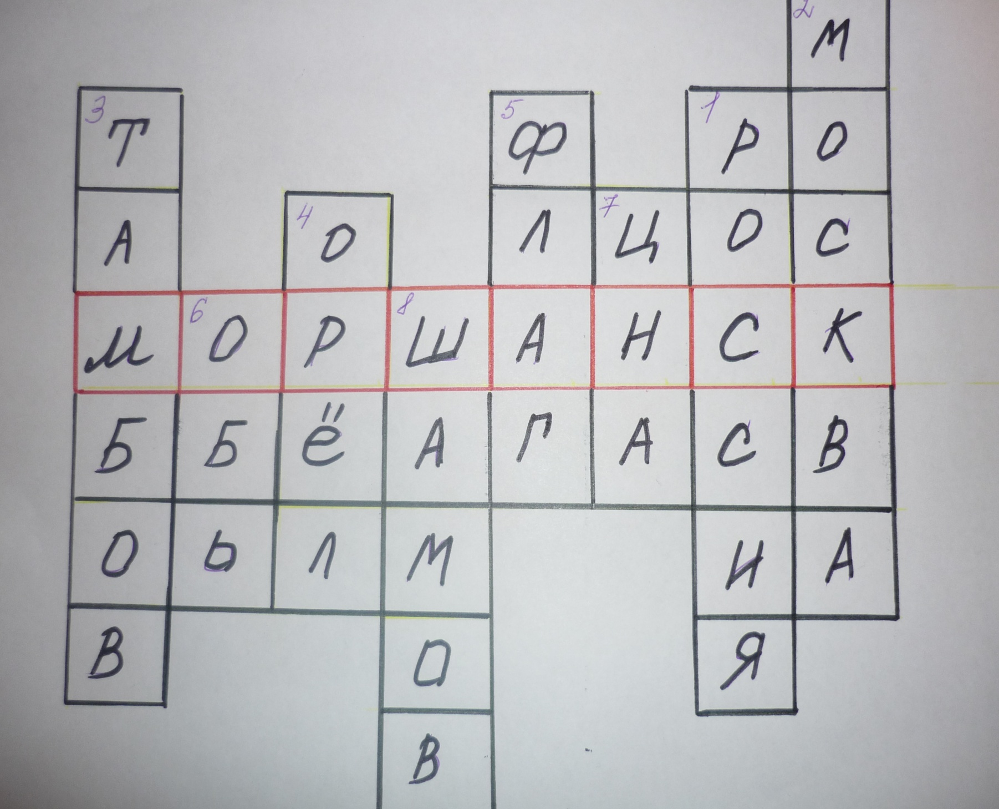 2 М
3 Т 5 Ф 1 Р О
А 4 О Л 7 Ц О С
М 6 О Р 8 Ш А Н С К
Б Б Ё А Г А С В
О Ь Л М И А
В О Я
В